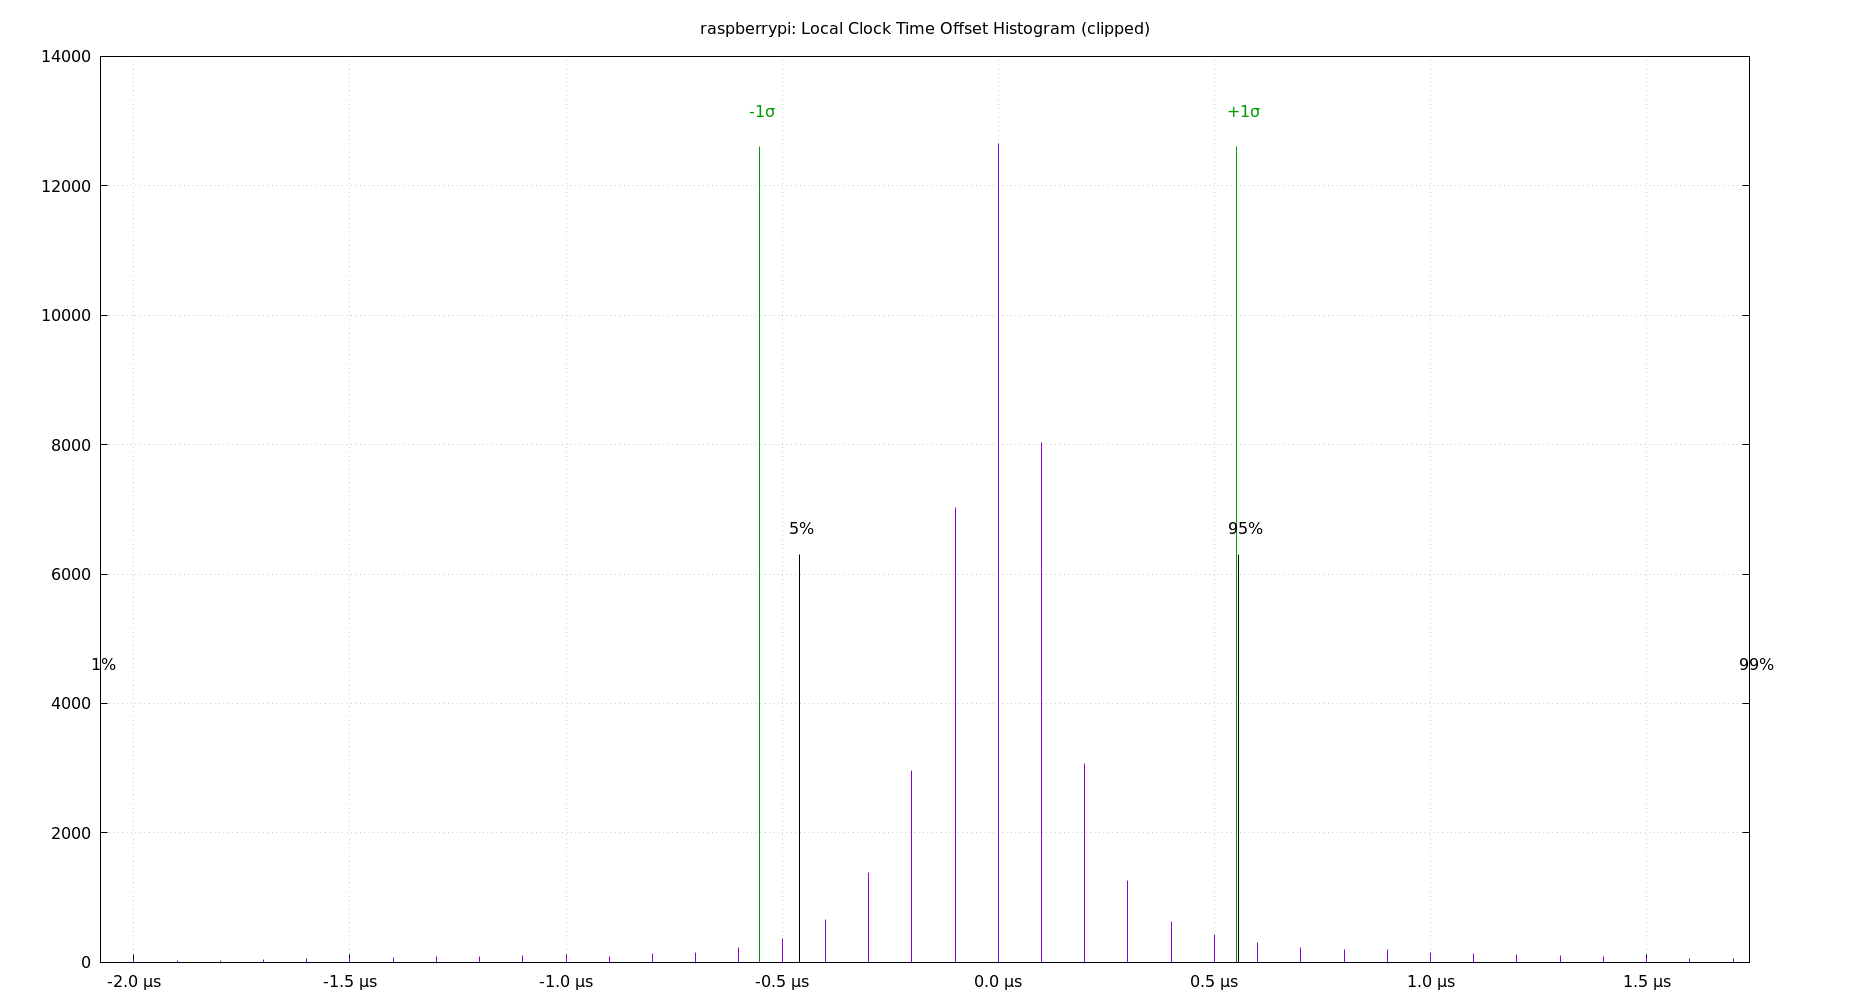 raspberrypi: Local Clock Time Offset Histogram (clipped)
14000
-1σ
+1σ
12000
10000
8000
5%
95%
6000
1%
99%
4000
2000
0
-2.0 µs
-1.5 µs
-1.0 µs
-0.5 µs
0.0 µs
0.5 µs
1.0 µs
1.5 µs